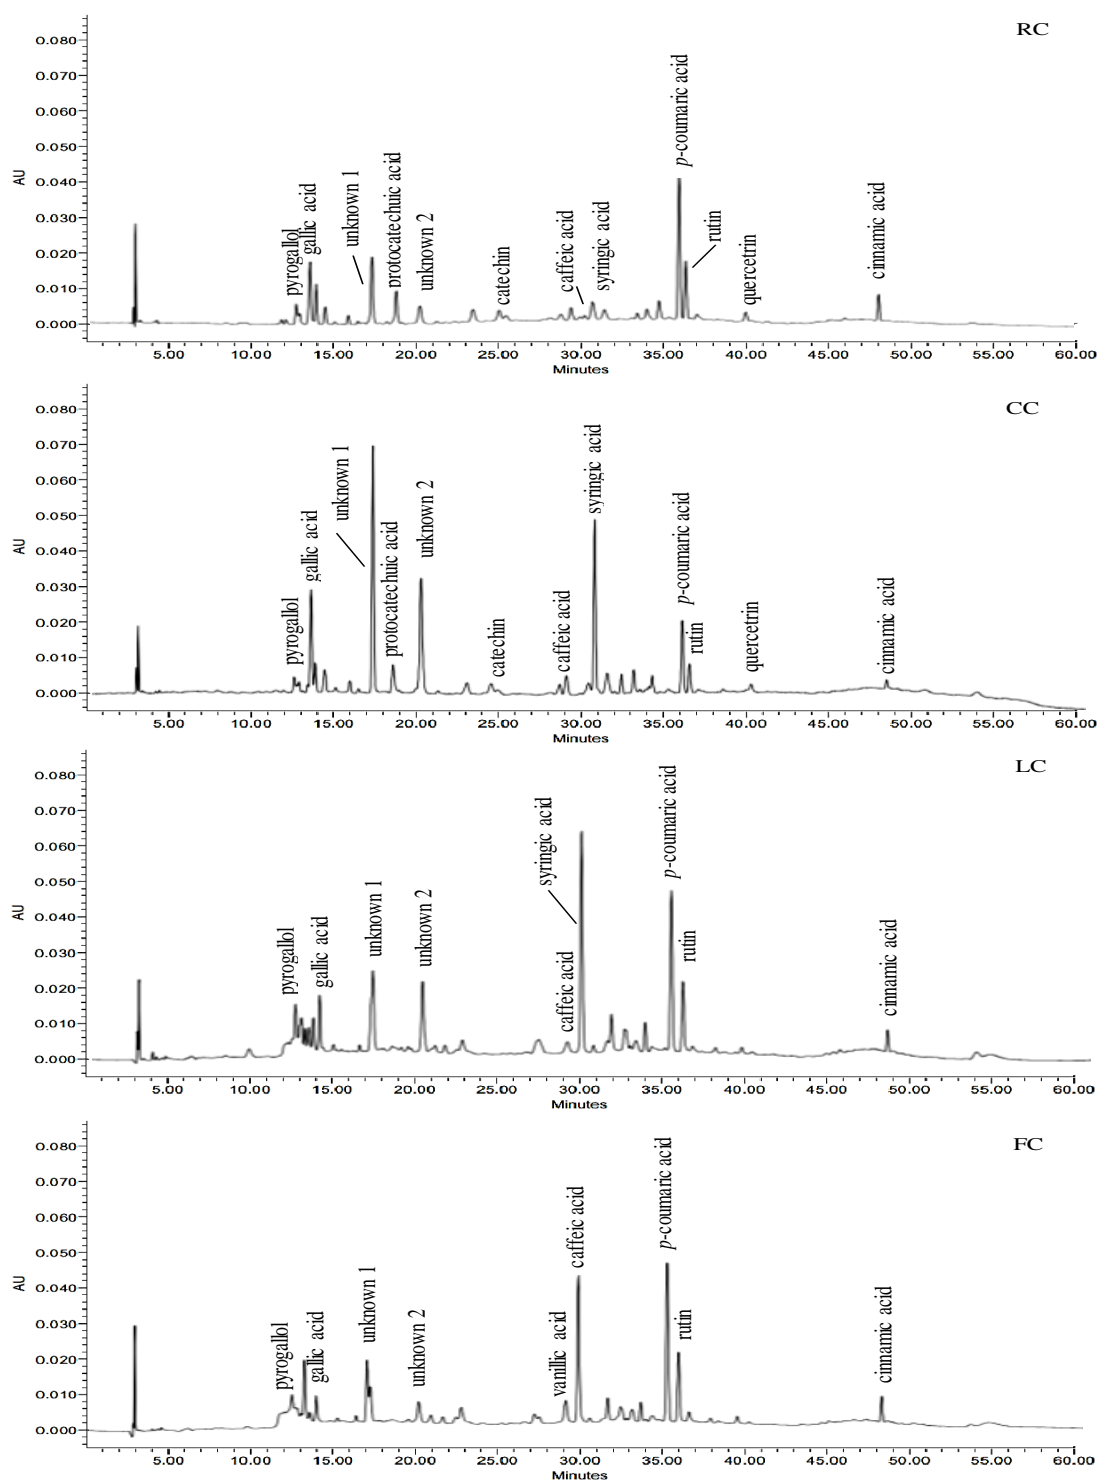 RC
0.080
0.070
0.060
0.050
0.040
0.030
0.020
0.010
0.000
AU
pyrogallol
gallic acid
unknown 1
protocatechuic acid
unknown 2
catechin
caffeic acid
syringic acid
p-coumaric acid
rutin
quercetrin
cinnamic acid
5.00 10.00 15.00 20.00 25.00 30.00 35.00 40.00 45.00 50.00 55.00 60.00
Minutes
CC
0.080
0.070
0.060
0.050
0.040
0.030
0.020
0.010
0.000
AU
pyrogallol
gallic acid
unknown 1
protocatechuic acid
unknown 2
catechin
caffeic acid
syringic acid
p-coumaric acid
rutin
quercetrin
cinnamic acid
5.00 10.00 15.00 20.00 25.00 30.00 35.00 40.00 45.00 50.00 55.00 60.00
Minutes
LC
0.080
0.070
0.060
0.050
0.040
0.030
0.020
0.010
0.000
AU
pyrogallol
gallic acid
unknown 1
unknown 2
syringic acid
caffeic acid
p-coumaric acid
rutin
cinnamic acid
5.00 10.00 15.00 20.00 25.00 30.00 35.00 40.00 45.00 50.00 55.00 60.00
Minutes
FC
0.080
0.070
0.060
0.050
0.040
0.030
0.020
0.010
0.000
AU
pyrogallol
gallic acid
unknown 1
unknown 2
vanillic acid
caffeic acid
p-coumaric acid
rutin
cinnamic acid
5.00 10.00 15.00 20.00 25.00 30.00 35.00 40.00 45.00 50.00 55.00 60.00
Minutes